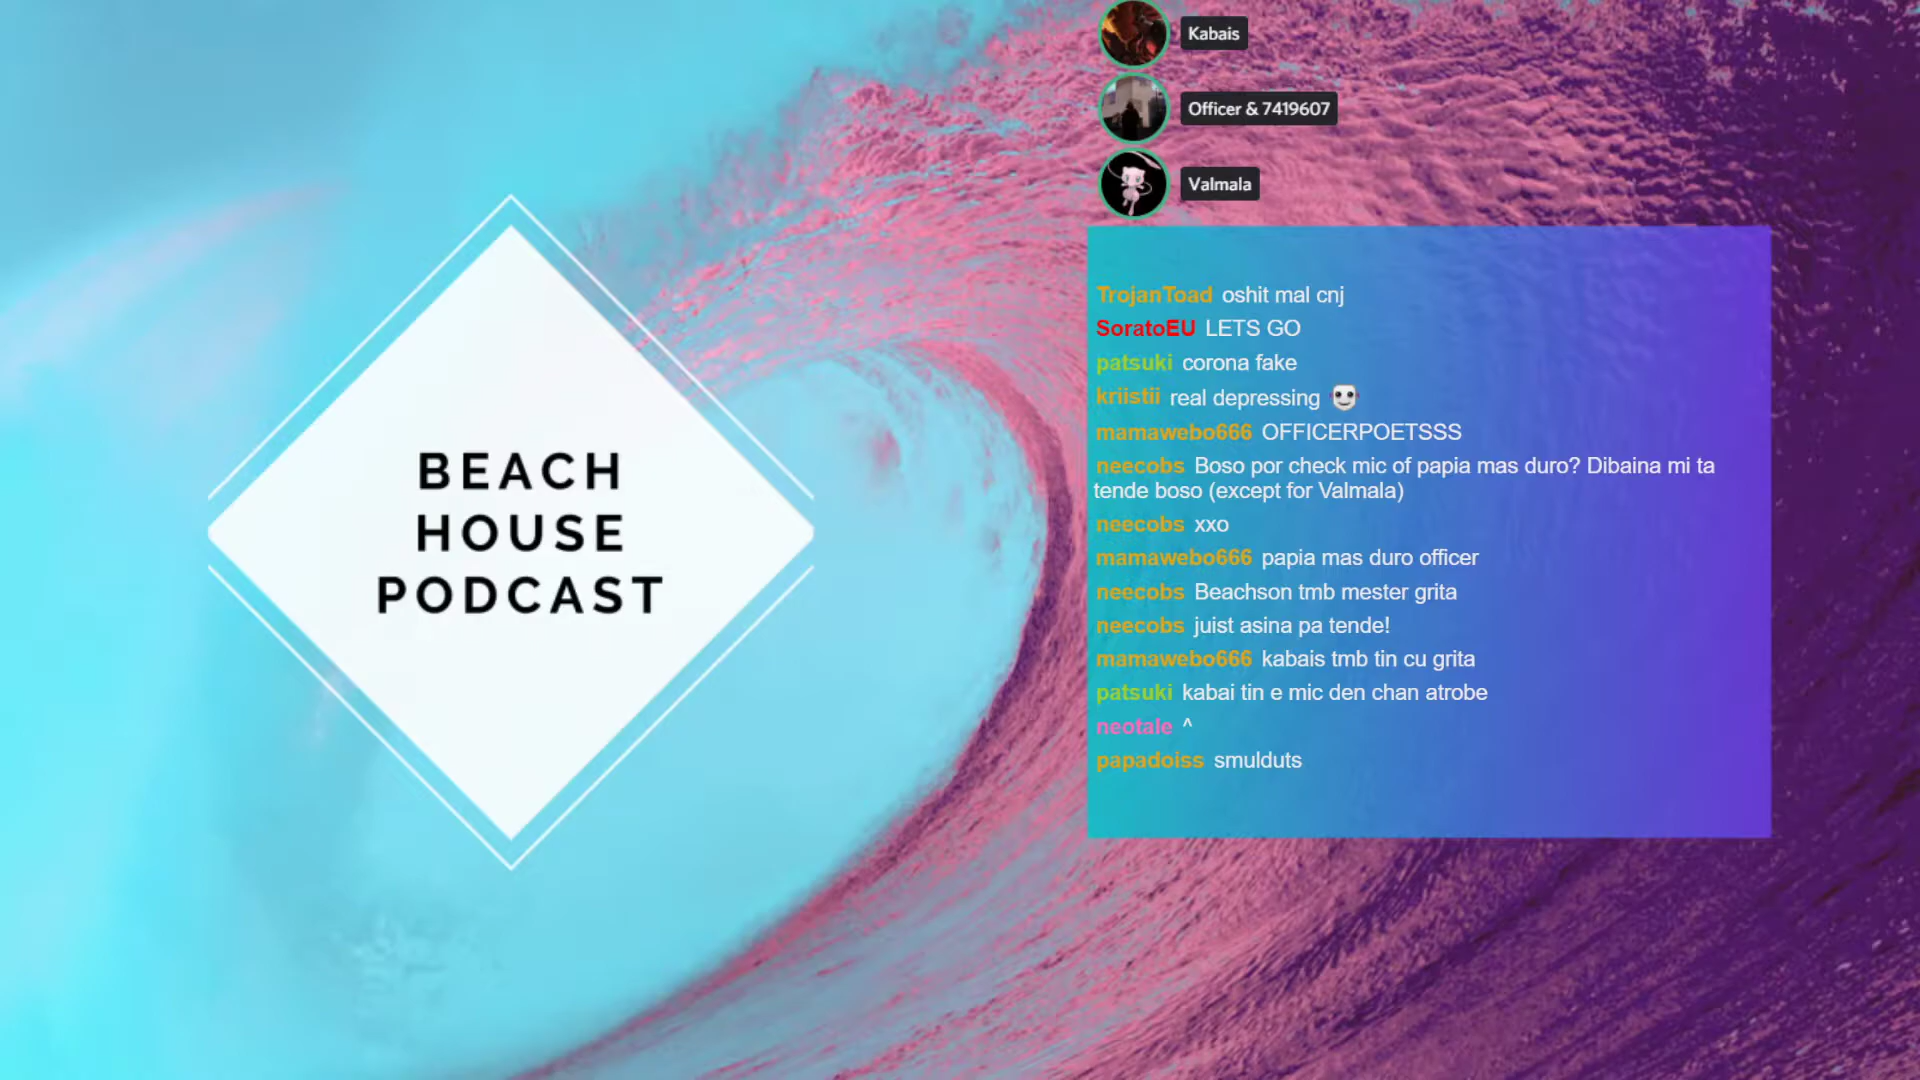 Kabais
Officer & 7419607
Valmala
BEACH
HOUSE
PODCAST
TrojanToad oshit mal cnj
SoratoEU LETS GO
patsuki corona fake
kriistii real depressing
mamawebo666 OFFICERPOETSSS
neecobs Boso por check mic of papia mas duro? Dibaina mi ta
tende boso (except for Valmala)
neecobs xxo
mamawebo666 papia mas duro officer
neecobs Beachson tmb mester grita
neecobs juist asina pa tende!
mamawebo666 kabais tmb tin cu grita
patsuki kabai tin e mic den chan atrobe
neotale ^
papadoiss smulduts